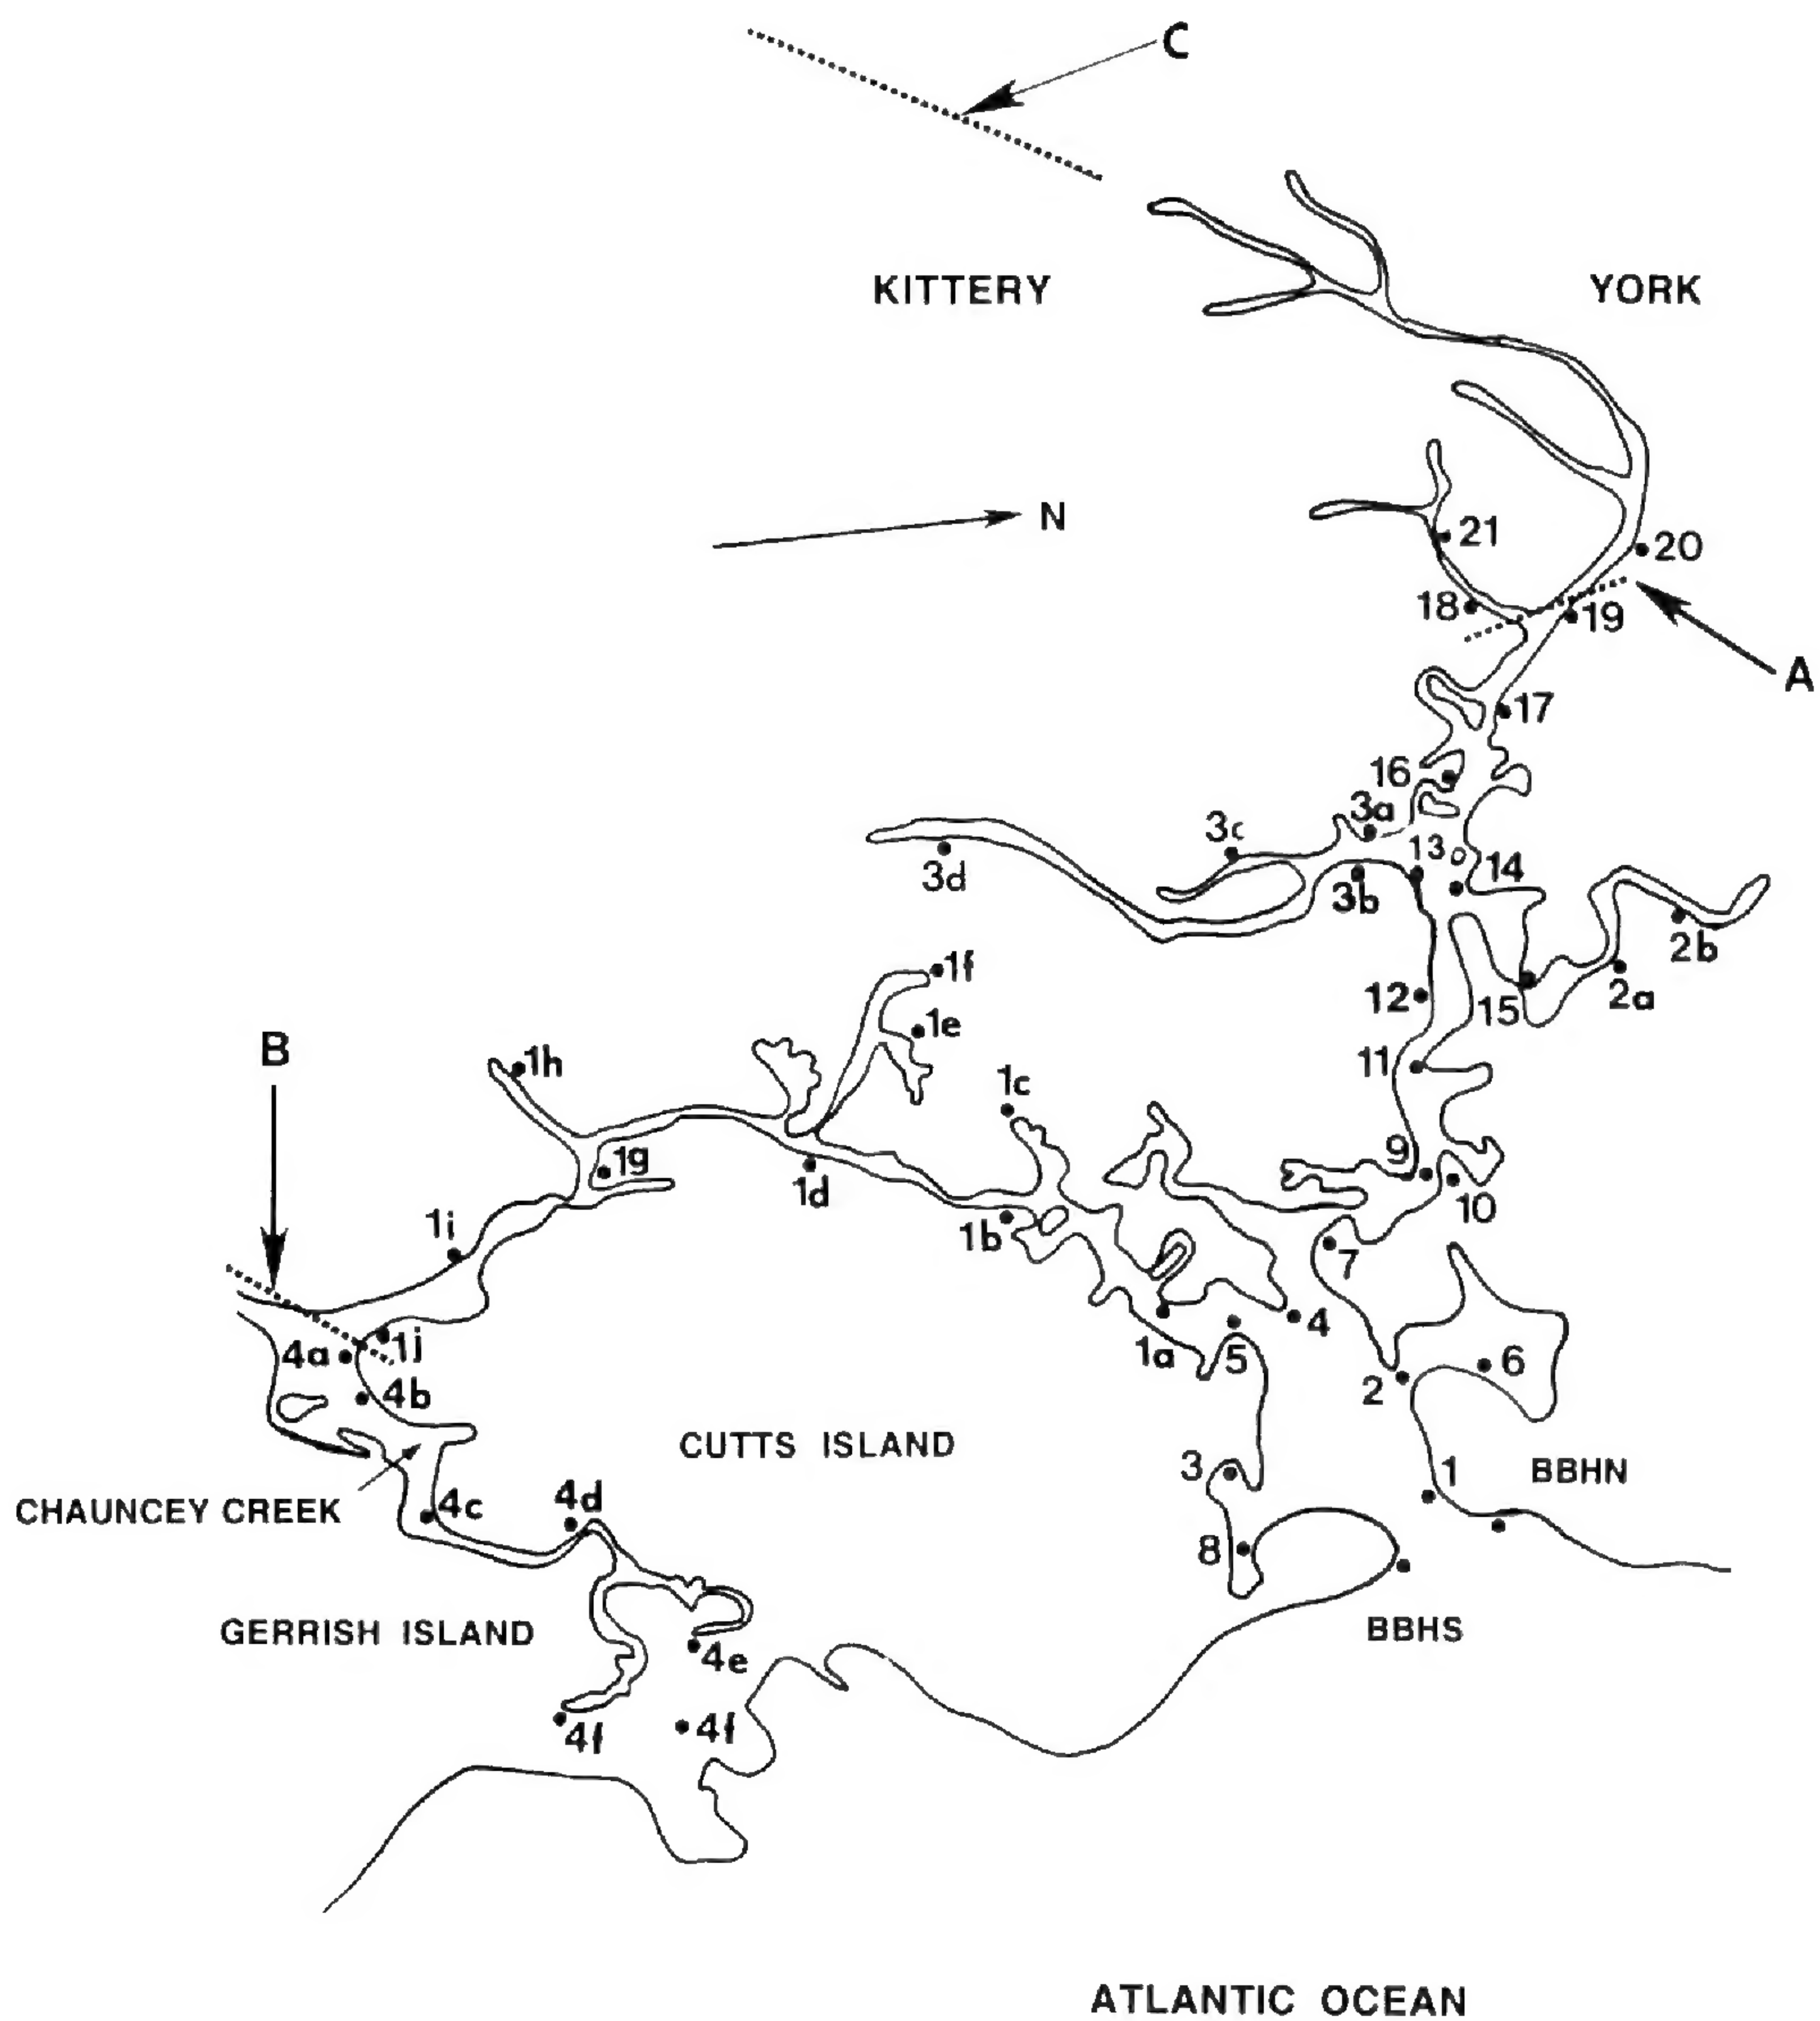 C
KITTERY
YORK
N
21
20
18
19
A
17
16
3a
3c
13
14
3d
3b
2b
1f
12
15
2a
1e
B
1h
11
1c
1g
9
1d
10
1i
1b
7
4
1j
4a
1a
5
6
2
4b
CUTTS ISLAND
3
1
BBHN
CHAUNCEY CREEK
4c
4d
8
GERRISH ISLAND
BBHS
4e
4f
4f
ATLANTIC OCEAN